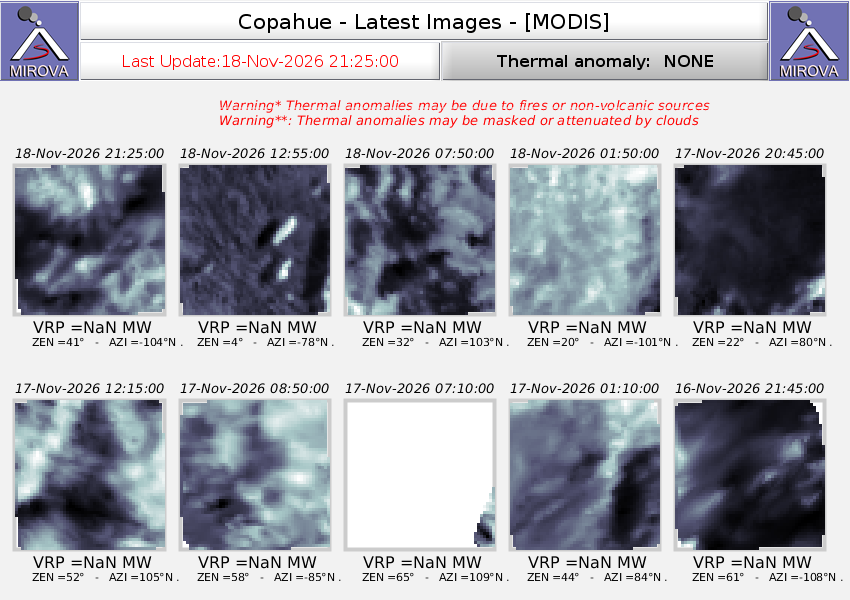 Copahue - Latest Images - [MODIS]
MIROVA
Last Update:18-Nov-2026 21:25:00
Thermal anomaly: NONE
MIROVA
Warning* Thermal anomalies may be due to fires or non-volcanic sources
Warning**: Thermal anomalies may be masked or attenuated by clouds
18-Nov-2026 21:25:00 18-Nov-2026 12:55:00 18-Nov-2026 07:50:00 18-Nov-2026 01:50:00 17-Nov-2026 20:45:00
VRP =NaN MW VRP =NaN MW VRP =NaN MW VRP =NaN MW VRP =NaN MW
ZEN =41° - AZI =-104°N . ZEN =4° - AZI =-78°N . ZEN =32° - AZI =103°N . ZEN =20° - AZI =-101°N . ZEN =22° - AZI =80°N .
17-Nov-2026 12:15:00 17-Nov-2026 08:50:00 17-Nov-2026 07:10:00 17-Nov-2026 01:10:00 16-Nov-2026 21:45:00
VRP =NaN MW VRP =NaN MW VRP =NaN MW VRP =NaN MW VRP =NaN MW
ZEN =52° - AZI =105°N . ZEN =58° - AZI =-85°N . ZEN =65° - AZI =109°N . ZEN =44° - AZI =84°N . ZEN =61° - AZI =-108°N .